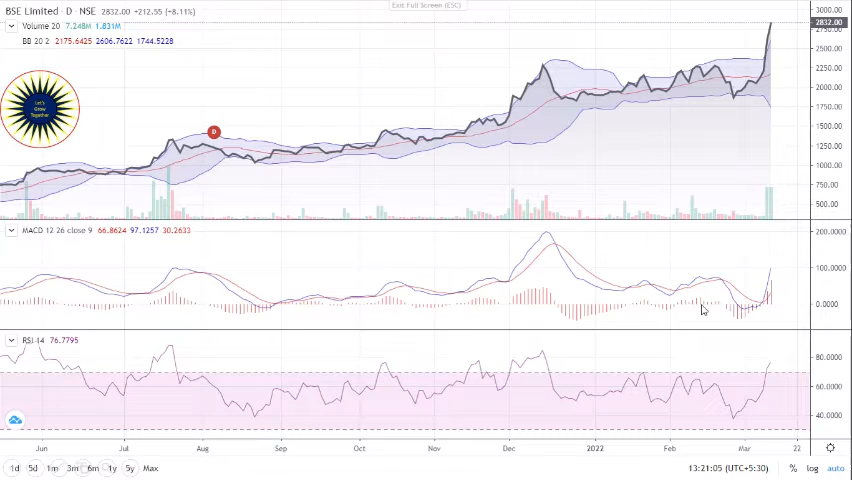 BSE Limited · D · NSE 2832.00 +212.55 (+8.11%)
Exit Full Screen (ESC)
Volume 20 7.248M 1.831M
BB 20 2 2175.6425 2606.7622 1744.5228
Let's
Grow
Together
D
3000.00
2832.00
2750.00
2500.00
2250.00
2000.00
1750.00
1500.00
1250.00
1000.00
750.00
500.00
MACD 12 26 close 9 66.8624 97.1257 30.2633
200.0000
100.0000
0.0000
RSI 14 76.7795
80.0000
60.0000
40.0000
Jun Jul Aug Sep Oct Nov Dec 2022 Feb Mar 22
1d 5d 1m 3m 6m 1y 5y Max
13:21:05 (UTC+5:30) % log auto